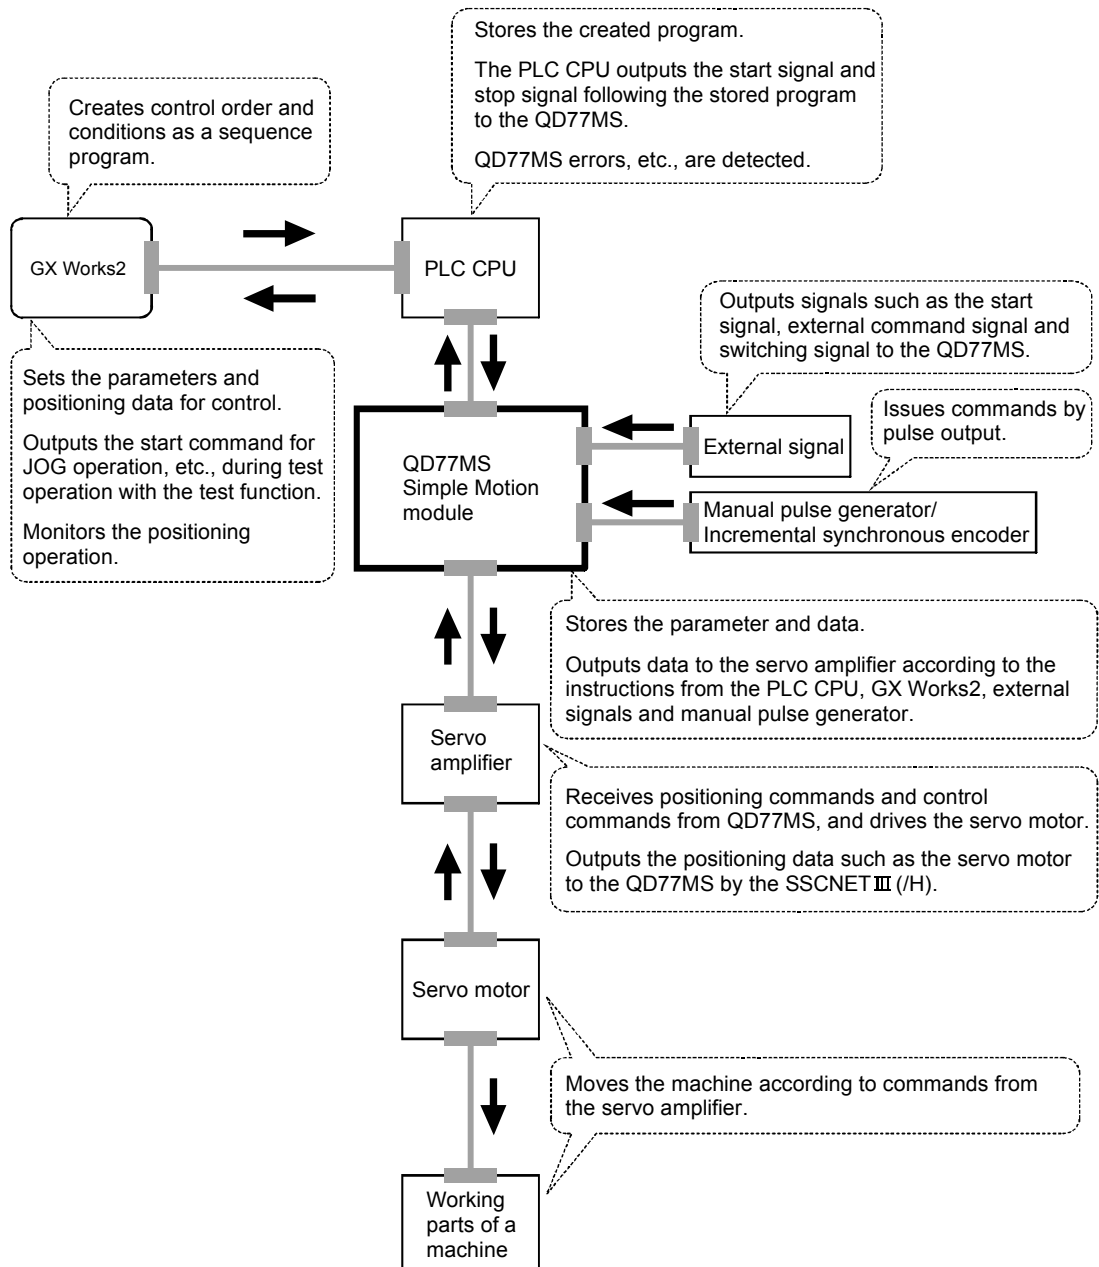 Stores the created program.
The PLC CPU outputs the start signal and
stop signal following the stored program
to the QD77MS.
QD77MS errors, etc., are detected.
Creates control order and
conditions as a sequence
program.
GX Works2
PLC CPU
Outputs signals such as the start
signal, external command signal and
switching signal to the QD77MS.
Sets the parameters and
positioning data for control.
Outputs the start command for
JOG operation, etc., during test
operation with the test function.
Monitors the positioning
operation.
Issues commands by
pulse output.
QD77MS
Simple Motion
module
External signal
Manual pulse generator/
Incremental synchronous encoder
Stores the parameter and data.
Outputs data to the servo amplifier according to the
instructions from the PLC CPU, GX Works2, external
signals and manual pulse generator.
Servo
amplifier
Receives positioning commands and control
commands from QD77MS, and drives the servo motor.
Outputs the positioning data such as the servo motor
to the QD77MS by the SSCNETⅢ(/H).
Servo motor
Moves the machine according to commands from
the servo amplifier.
Working
parts of a
machine